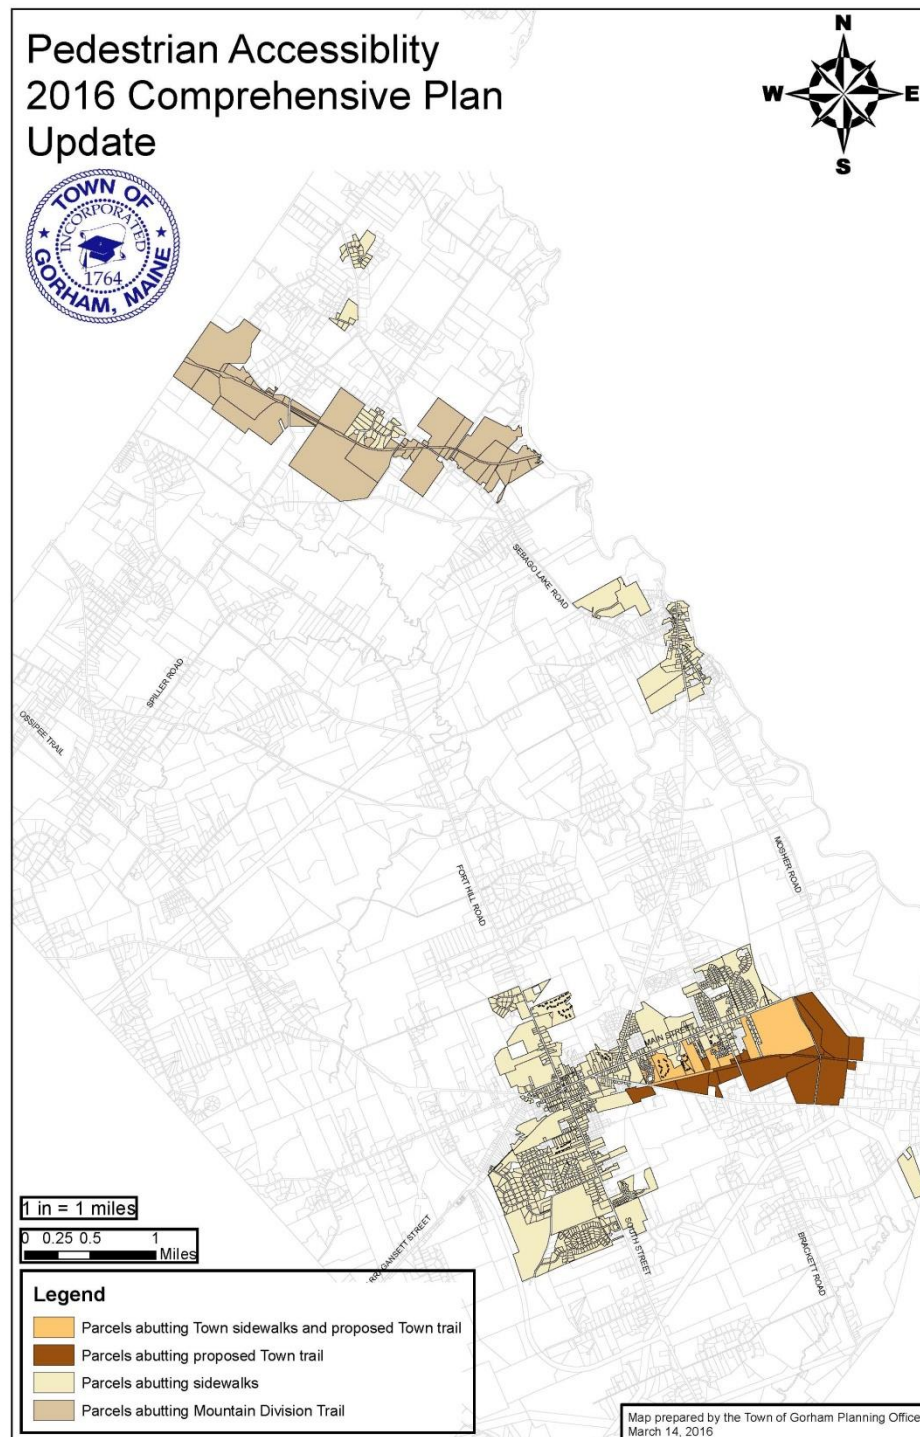 Pedestrian Accessiblity
2016 Comprehensive Plan
Update
N
W E
S
TOWN OF
INCORPORATED
1764
GORHAM, MAINE
SEBAGO LAKE ROAD
SPILLER ROAD
OSSIPEE TRAIL
MOSHER ROAD
FORT HILL ROAD
MAIN STREET
RRAGANSETT STREET
SOUTH STREET
BRACKETT ROAD
1 in = 1 miles
0 0.25 0.5 1
Miles
Legend
Parcels abutting Town sidewalks and proposed Town trail
Parcels abutting proposed Town trail
Parcels abutting sidewalks
Parcels abutting Mountain Division Trail
Map prepared by the Town of Gorham Planning Office
March 14, 2016